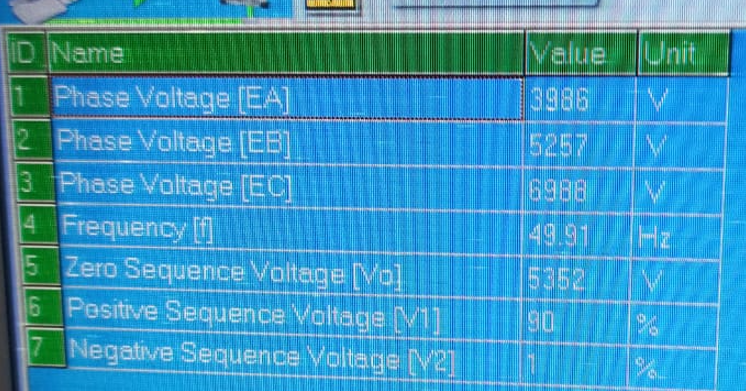 ID Name Value Unit
1 Phase Voltage [EA] 3986 V
2 Phase Voltage [EB] 5257 V
3 Phase Voltage [EC] 6988 V
4 Frequency [f] 49.91 Hz
5 Zero Sequence Voltage [Vo] 5352 V
6 Positive Sequence Voltage [V1] 90 %
7 Negative Sequence Voltage [V2] 1 %